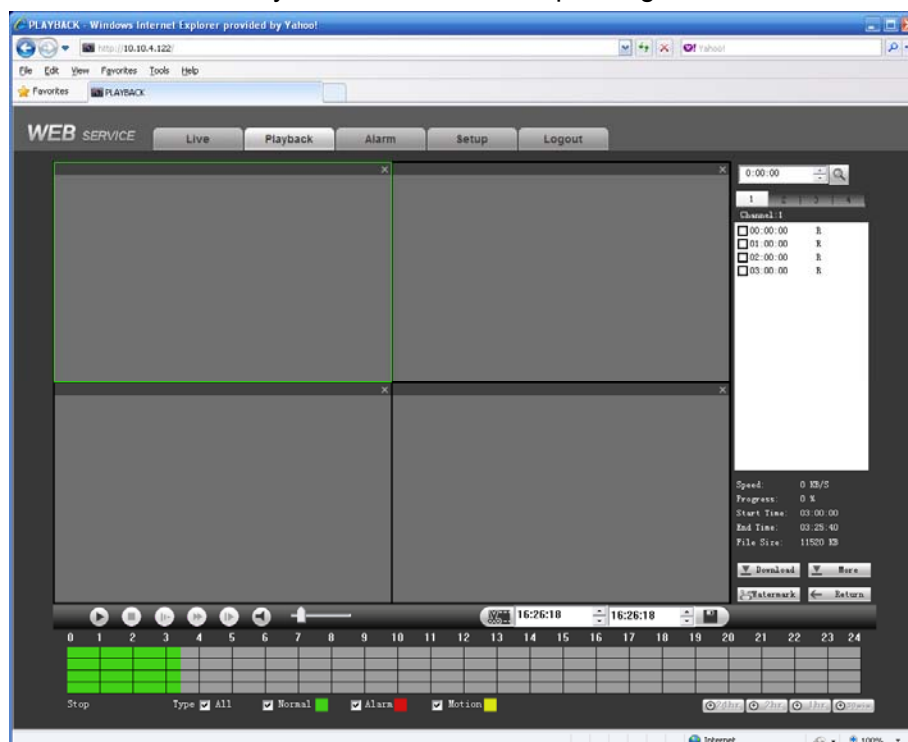 PLAYBACK - Windows Internet Explorer provided by Yahoo!
http://10.10.4.122/
Yahoo!
File Edit View Favorites Tools Help
Favorites PLAYBACK
WEB SERVICE Live Playback Alarm Setup Logout
0:00:00
1 2 3 4
Channel:1
00:00:00 R
01:00:00 R
02:00:00 R
03:00:00 R
Speed: 0 KB/S
Progress: 0 %
Start Time: 03:00:00
End Time: 03:25:40
File Size: 11520 KB
Download More
Watermark Return
16:26:18 16:26:18
0 1 2 3 4 5 6 7 8 9 10 11 12 13 14 15 16 17 18 19 20 21 22 23 24
Stop Type All Normal Alarm Motion 24hr 2hr 1hr
Internet 100%